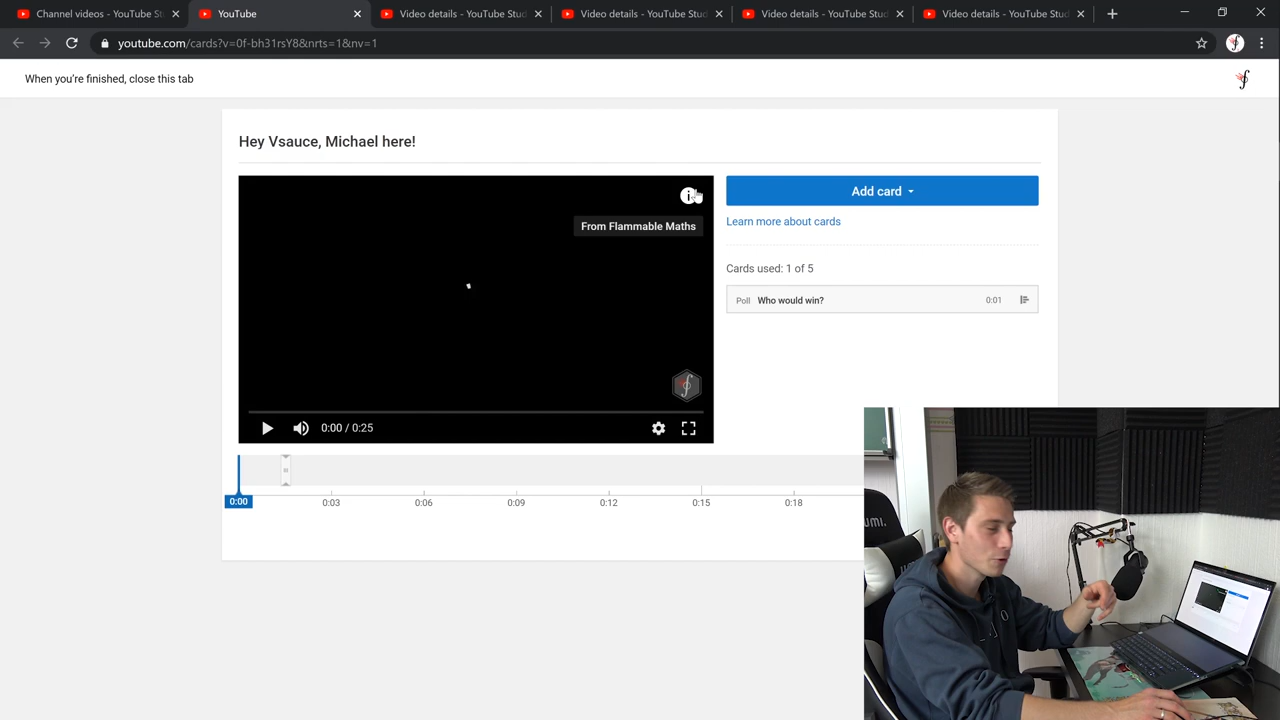 Channel videos - YouTube St
YouTube
Video details - YouTube Stud
Video details - YouTube Stud
Video details - YouTube Stud
Video details - YouTube Stud
youtube.com/cards?v=0f-bh31rsY8&nrts=1&nv=1
When you're finished, close this tab
Hey Vsauce, Michael here!
From Flammable Maths
0:00 / 0:25
Add card
Learn more about cards
Cards used: 1 of 5
Poll Who would win? 0:01
0:00 0:03 0:06 0:09 0:12 0:15 0:18